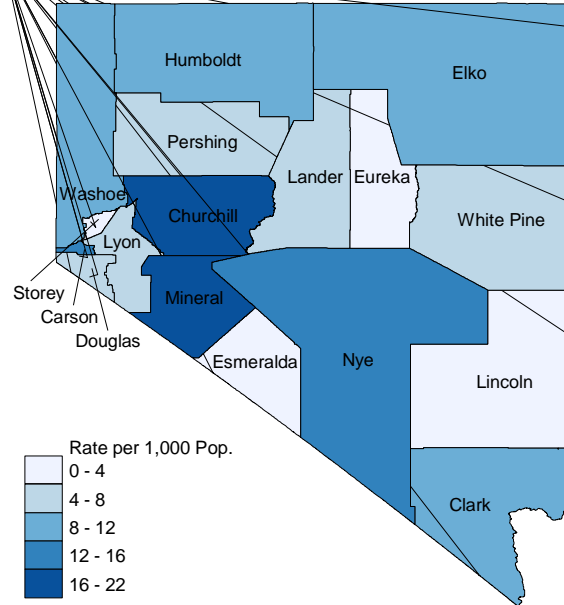 Humboldt
Elko
Pershing
Lander
Eureka
Washoe
Churchill
White Pine
Lyon
Storey
Carson
Douglas
Mineral
Esmeralda
Nye
Lincoln
Clark
Rate per 1,000 Pop.
0 - 4
4 - 8
8 - 12
12 - 16
16 - 22